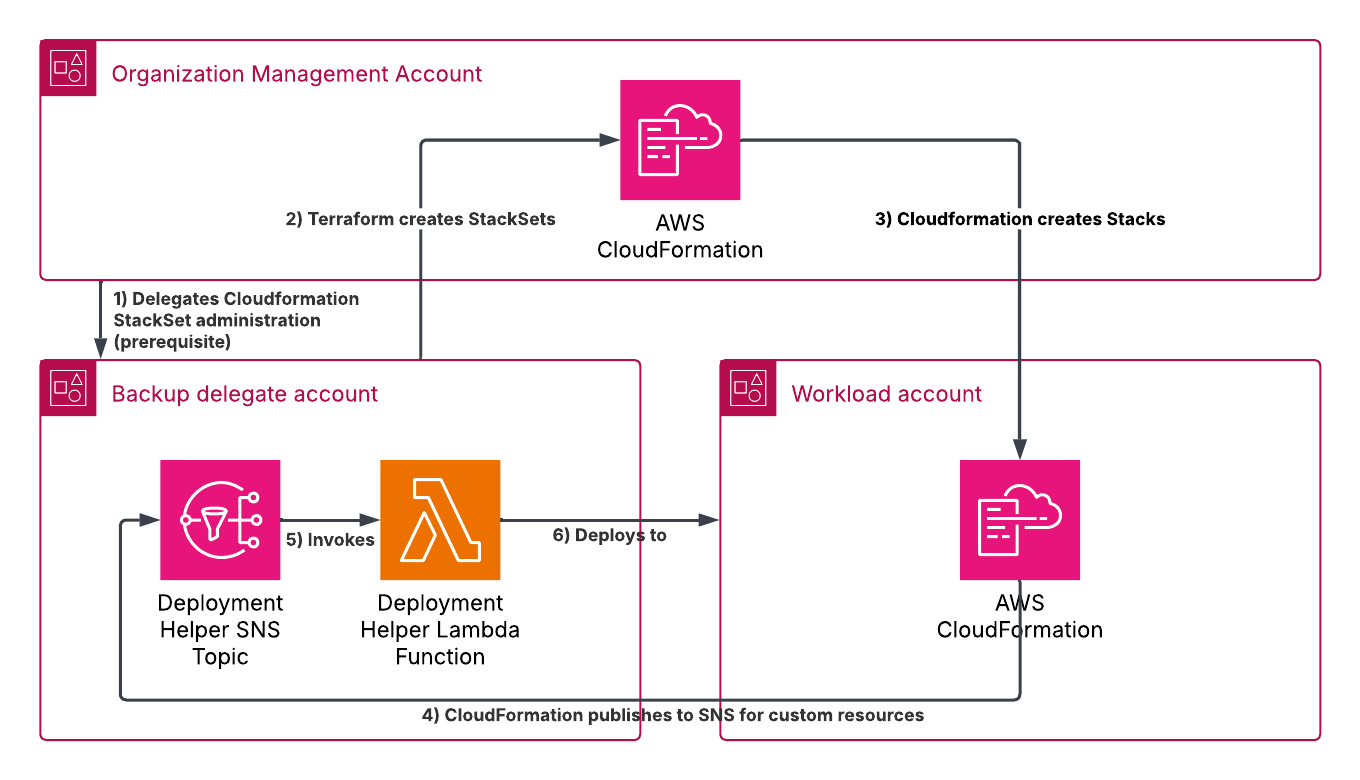 Organization Management Account
AWS
CloudFormation
2) Terraform creates StackSets
3) Cloudformation creates Stacks
1) Delegates Cloudformation
StackSet administration
(prerequisite)
Backup delegate account
Workload account
5) Invokes
6) Deploys to
Deployment
Helper SNS
Topic
Deployment
Helper Lambda
Function
AWS
CloudFormation
4) CloudFormation publishes to SNS for custom resources